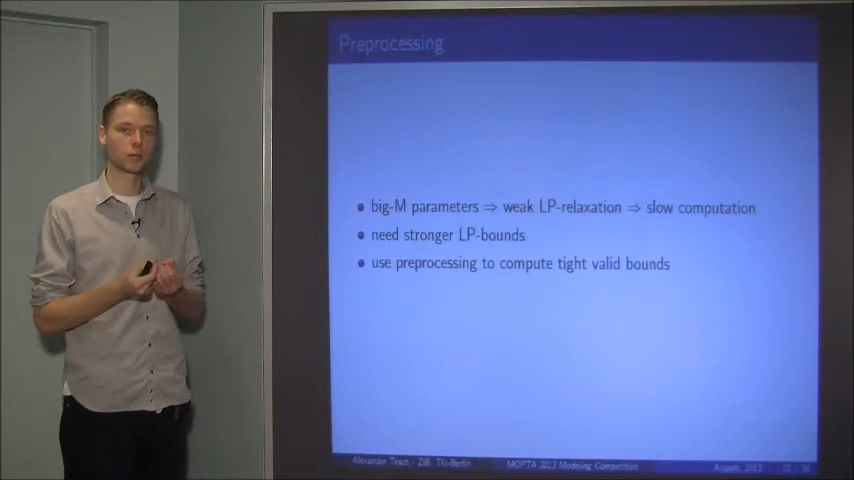 Preprocessing
big-M parameters ⇒ weak LP-relaxation ⇒ slow computation
need stronger LP-bounds
use preprocessing to compute tight valid bounds
Alexander Tesch - ZIB, TU-Berlin MOPTA 2013 Modeling Competition August, 2013